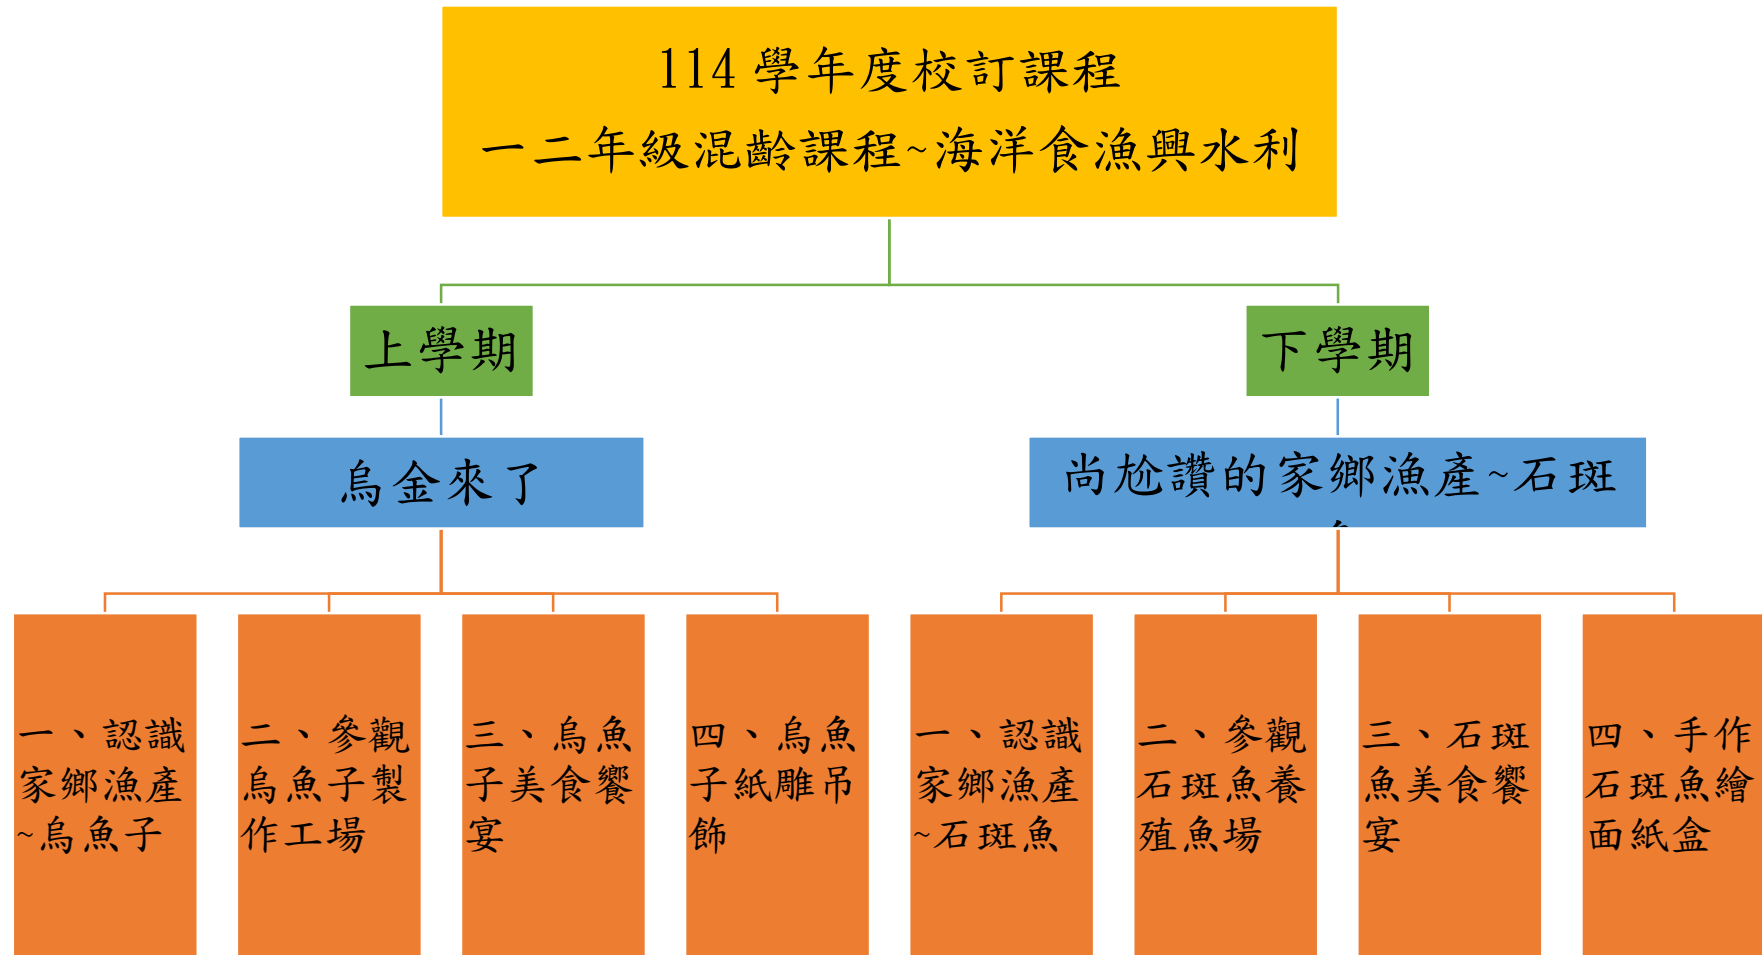 114 學年度校訂課程
一二年級混齡課程~海洋食漁興水利
上學期
下學期
烏金來了
尚尬讚的家鄉漁產~石斑
一、認識
家鄉漁產
~烏魚子
二、參觀
烏魚子製
作工場
三、烏魚
子美食饗
宴
四、烏魚
子紙雕吊
飾
一、認識
家鄉漁產
~石斑魚
二、參觀
石斑魚養
殖魚場
三、石斑
魚美食饗
宴
四、手作
石斑魚繪
面紙盒